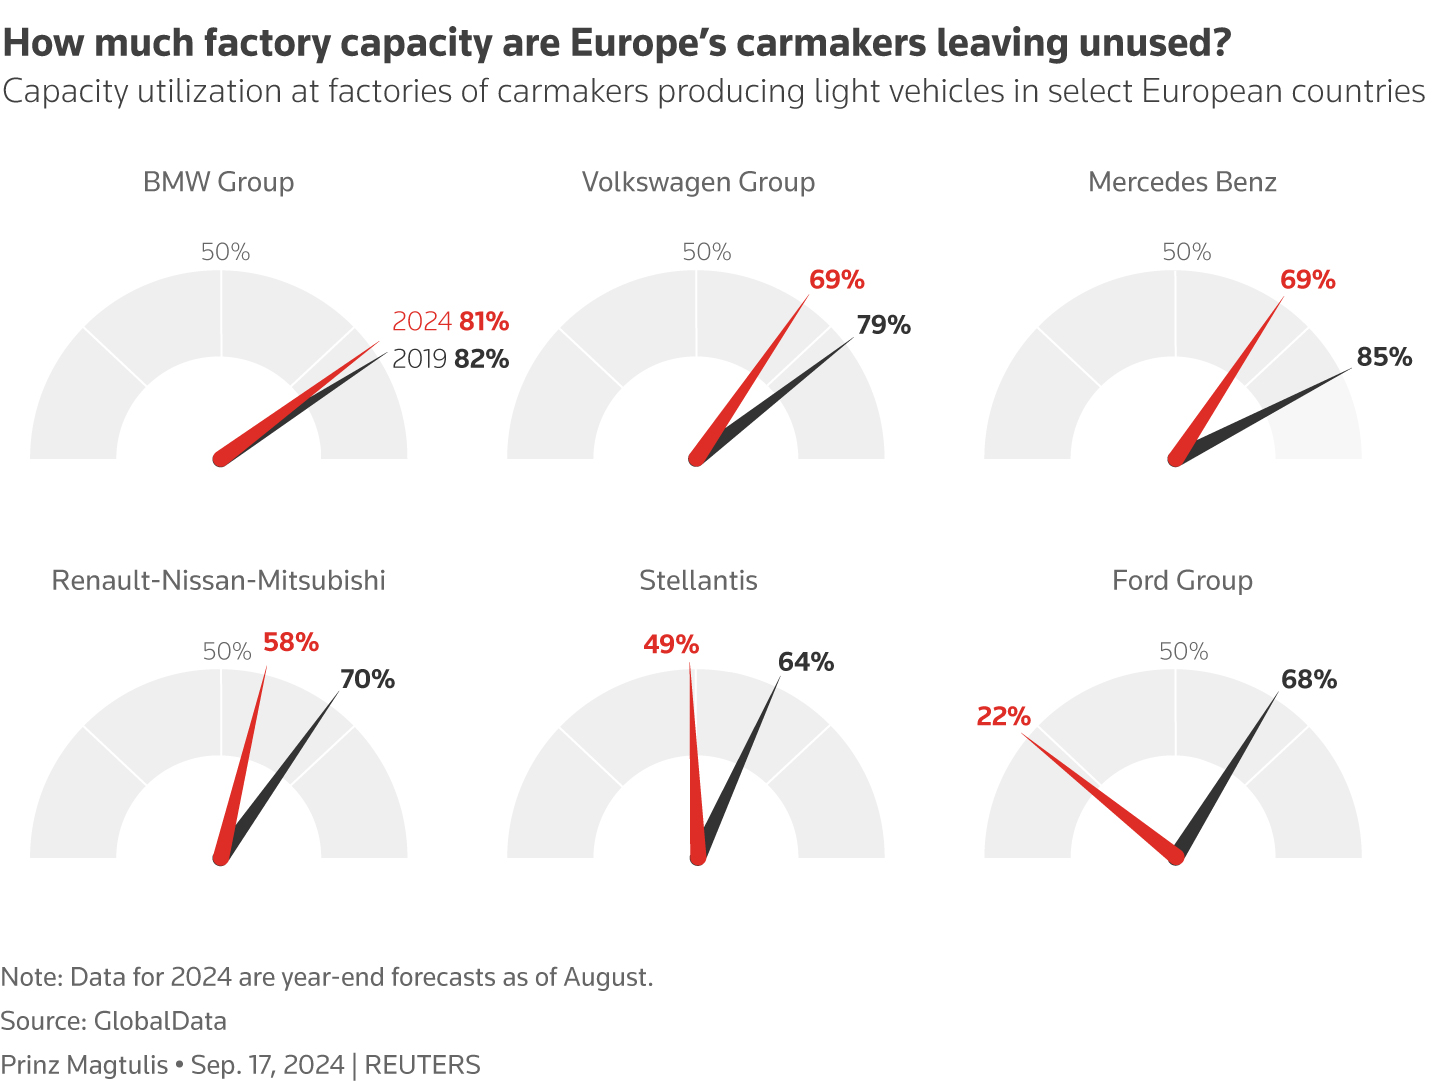 How much factory capacity are Europe’s carmakers leaving unused?
Capacity utilization at factories of carmakers producing light vehicles in select European countries
BMW Group
50%
2024 81%
2019 82%
Volkswagen Group
50%
69%
79%
Mercedes Benz
50%
69%
85%
Renault-Nissan-Mitsubishi
50%
58%
70%
Stellantis
49%
64%
Ford Group
50%
22%
68%
Note: Data for 2024 are year-end forecasts as of August.
Source: GlobalData
Prinz Magtulis • Sep. 17, 2024 | REUTERS